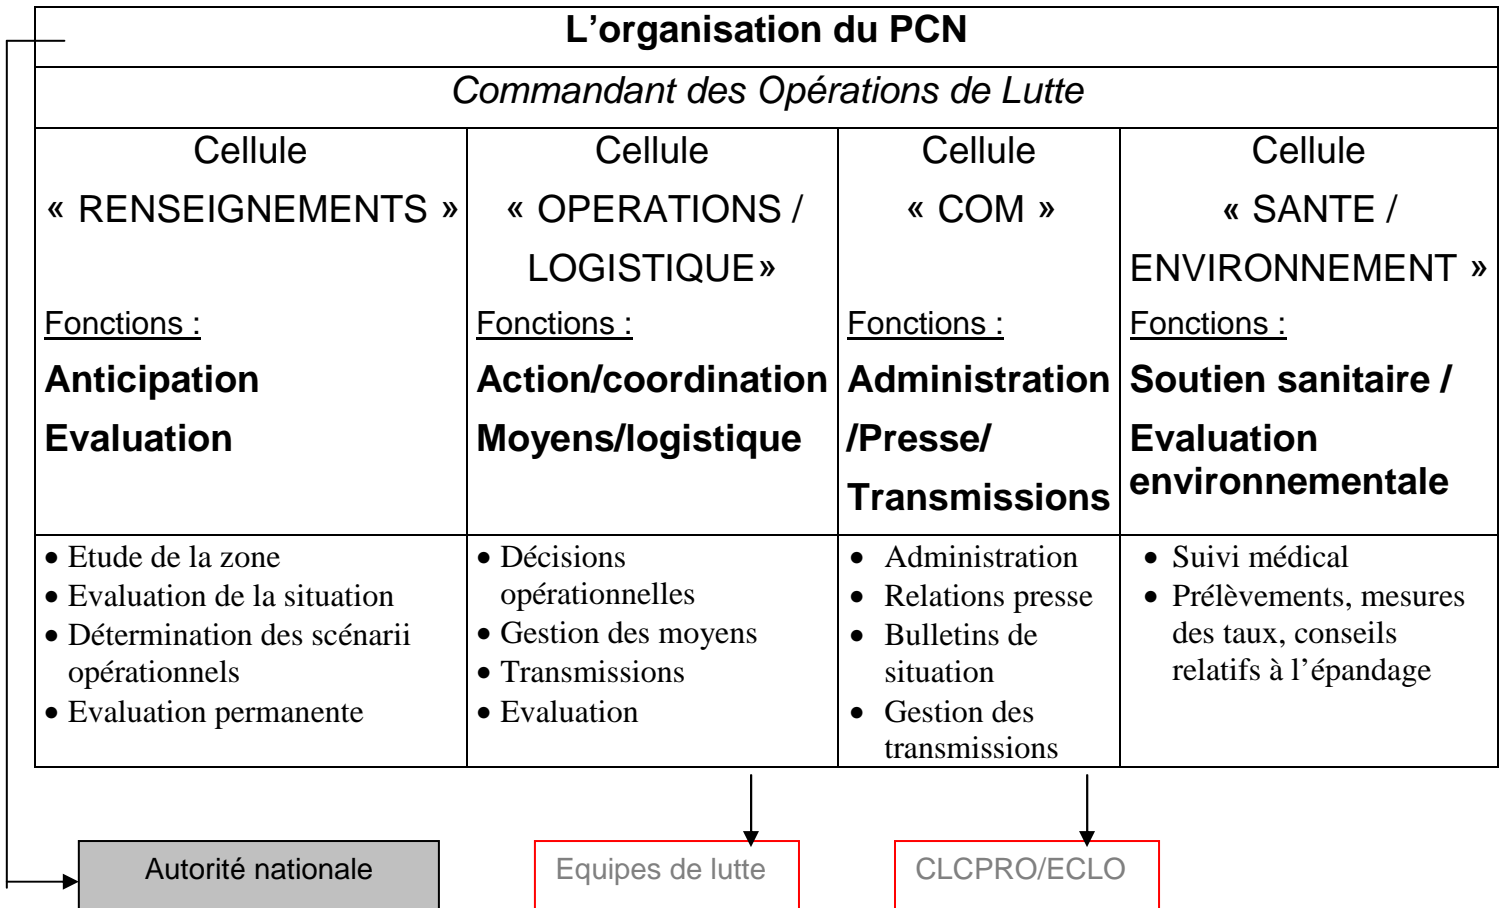 L’organisation du PCN
Commandant des Opérations de Lutte
Cellule
« RENSEIGNEMENTS »
Fonctions :
Anticipation
Evaluation
Cellule
« OPERATIONS /
LOGISTIQUE»
Fonctions :
Action/coordination
Moyens/logistique
Cellule
« COM »
Fonctions :
Administration
/Presse/
Transmissions
Cellule
« SANTE /
ENVIRONNEMENT »
Fonctions :
Soutien sanitaire /
Evaluation
environnementale
• Etude de la zone
• Evaluation de la situation
• Détermination des scénarii
opérationnels
• Evaluation permanente
• Décisions
opérationnelles
• Gestion des moyens
• Transmissions
• Evaluation
• Administration
• Relations presse
• Bulletins de
situation
• Gestion des
transmissions
• Suivi médical
• Prélèvements, mesures
des taux, conseils
relatifs à l’épandage
Autorité nationale
Equipes de lutte
CLCPRO/ECLO